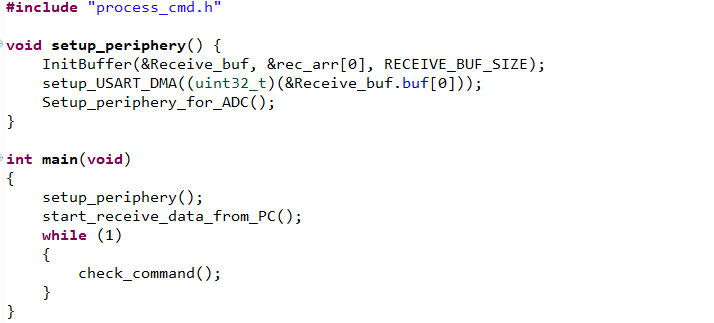 #include "process_cmd.h"
void setup_periphery() {
InitBuffer(&Receive_buf, &rec_arr[0], RECEIVE_BUF_SIZE);
setup_USART_DMA((uint32_t)(&Receive_buf.buf[0]));
Setup_periphery_for_ADC();
}
int main(void)
{
setup_periphery();
start_receive_data_from_PC();
while (1)
{
check_command();
}
}